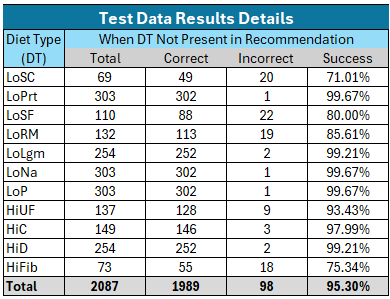 Test Data Results Details
Diet Type (DT) When DT Not Present in Recommendation
Total Correct Incorrect Success
LoSC 69 49 20 71.01%
LoPrt 303 302 1 99.67%
LoSF 110 88 22 80.00%
LoRM 132 113 19 85.61%
LoLgm 254 252 2 99.21%
LoNa 303 302 1 99.67%
LoP 303 302 1 99.67%
HiUF 137 128 9 93.43%
HiC 149 146 3 97.99%
HiD 254 252 2 99.21%
HiFib 73 55 18 75.34%
Total 2087 1989 98 95.30%